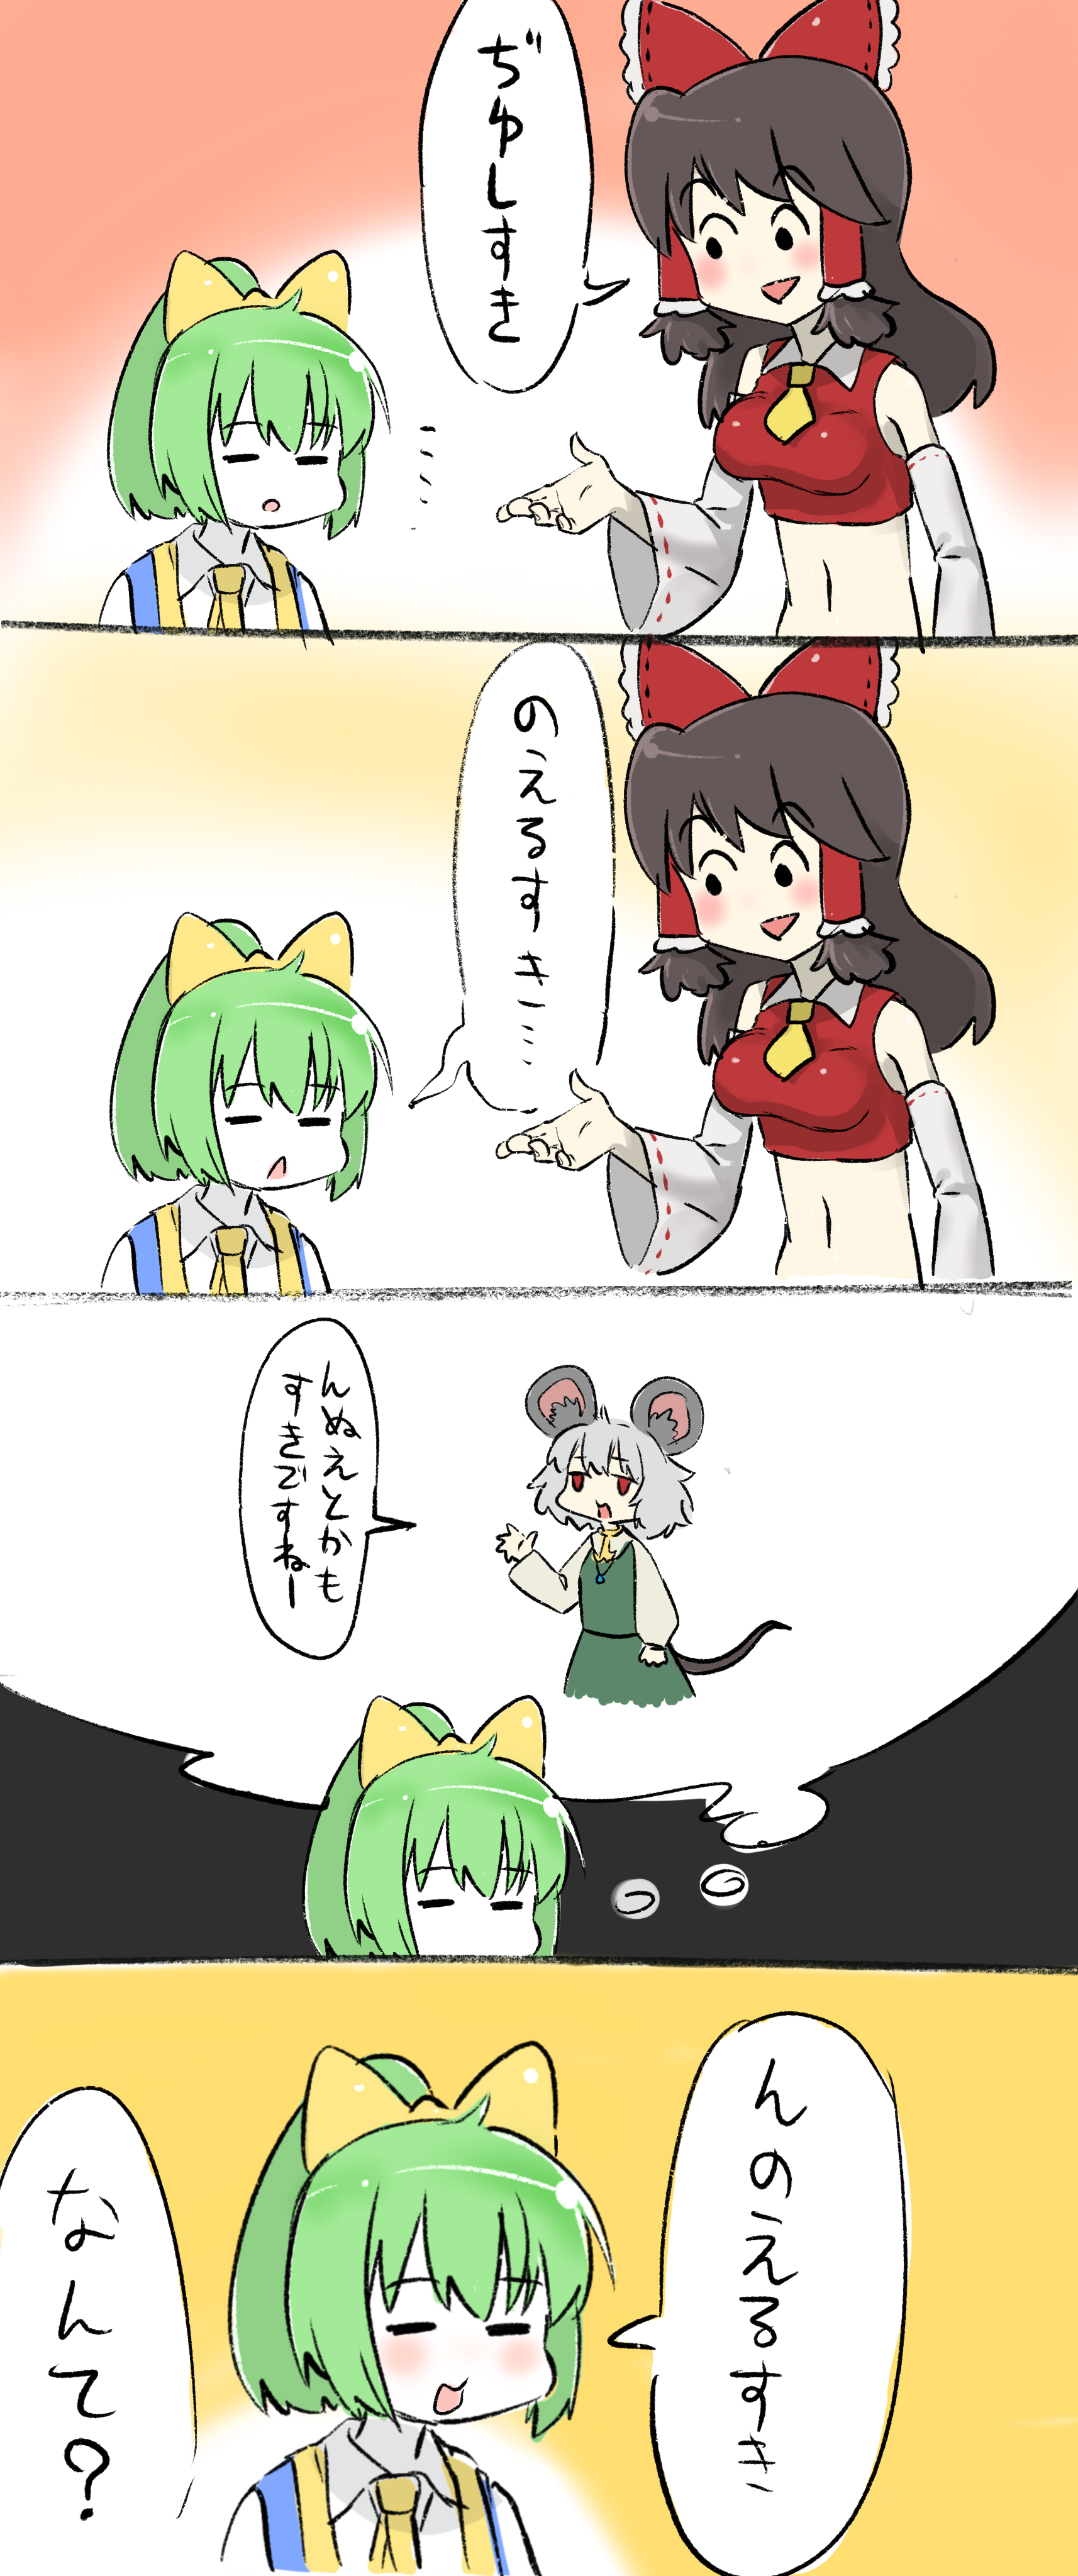 ぢゆしすき
のえるすき…
んぬえとかも
すきですねー
んのえるすき
なんて?